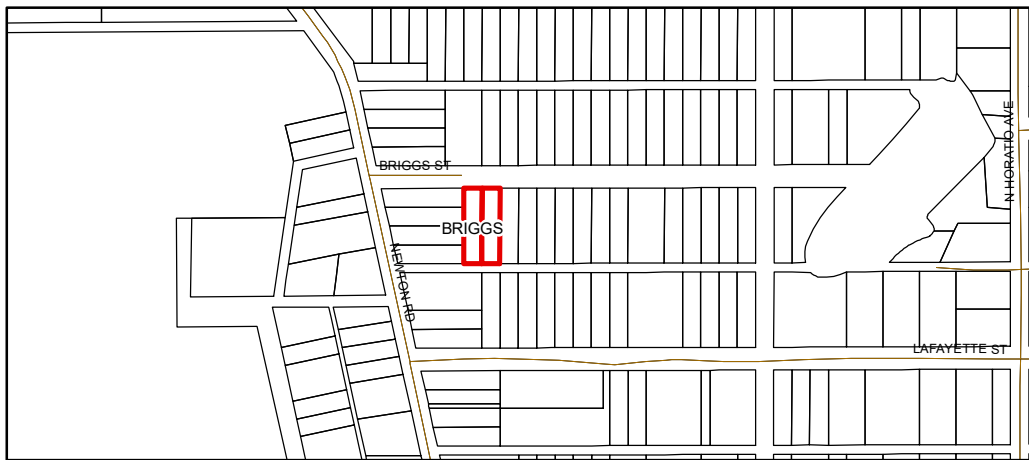 N HORATIO AVE
BRIGGS ST
BRIGGS
NEWTON RD
LAFAYETTE ST